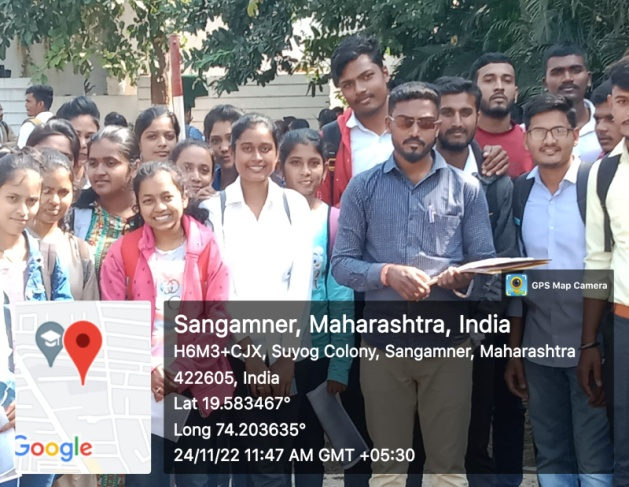 GPS Map Camera
Sangamner, Maharashtra, India
H6M3+CJX, Suyog Colony, Sangamner, Maharashtra
422605, India
Lat 19.583467°
Long 74.203635°
24/11/22 11:47 AM GMT +05:30
Google